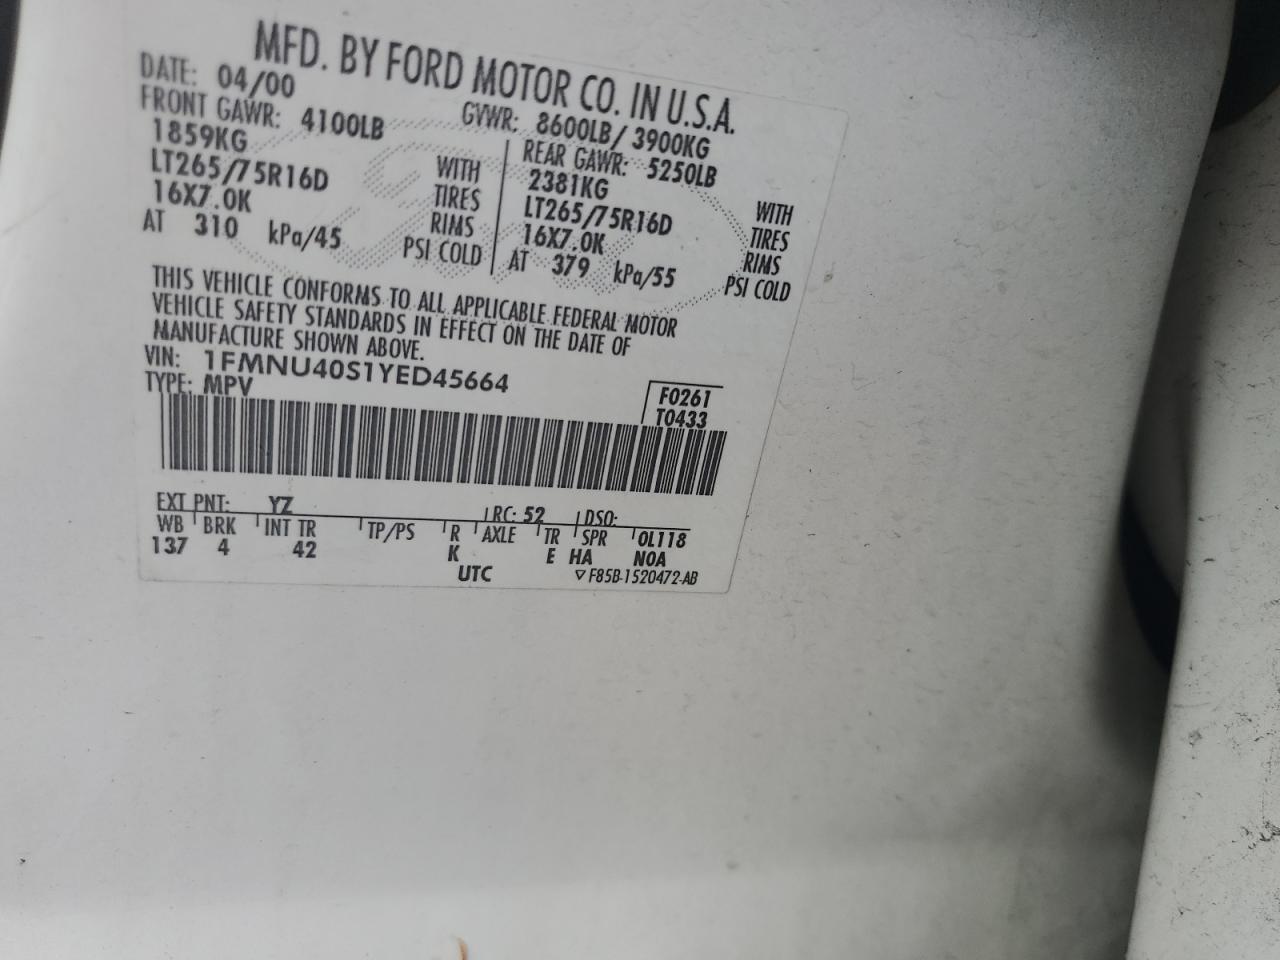 MFD. BY FORD MOTOR CO. IN U.S.A.
DATE: 04/00 GVWR: 8600LB/ 3900KG
FRONT GAWR: 4100LB REAR GAWR: 5250LB
1859KG WITH 2381KG WITH
LT265/75R16D TIRES LT265/75R16D TIRES
16X7.0K RIMS 16X7.0K RIMS
AT 310 kPa/45 PSI COLD AT 379 kPa/55 PSI COLD
THIS VEHICLE CONFORMS TO ALL APPLICABLE FEDERAL MOTOR
VEHICLE SAFETY STANDARDS IN EFFECT ON THE DATE OF
MANUFACTURE SHOWN ABOVE.
VIN: 1FMNU40S1YED45664
TYPE: MPV F0261
T0433
EXT PNT: YZ RC: 52 DSO:
WB BRK INT TR TP/PS R AXLE TR SPR 0L118
137 4 42 K E HA N0A
UTC ▽ F85B-1520472-AB